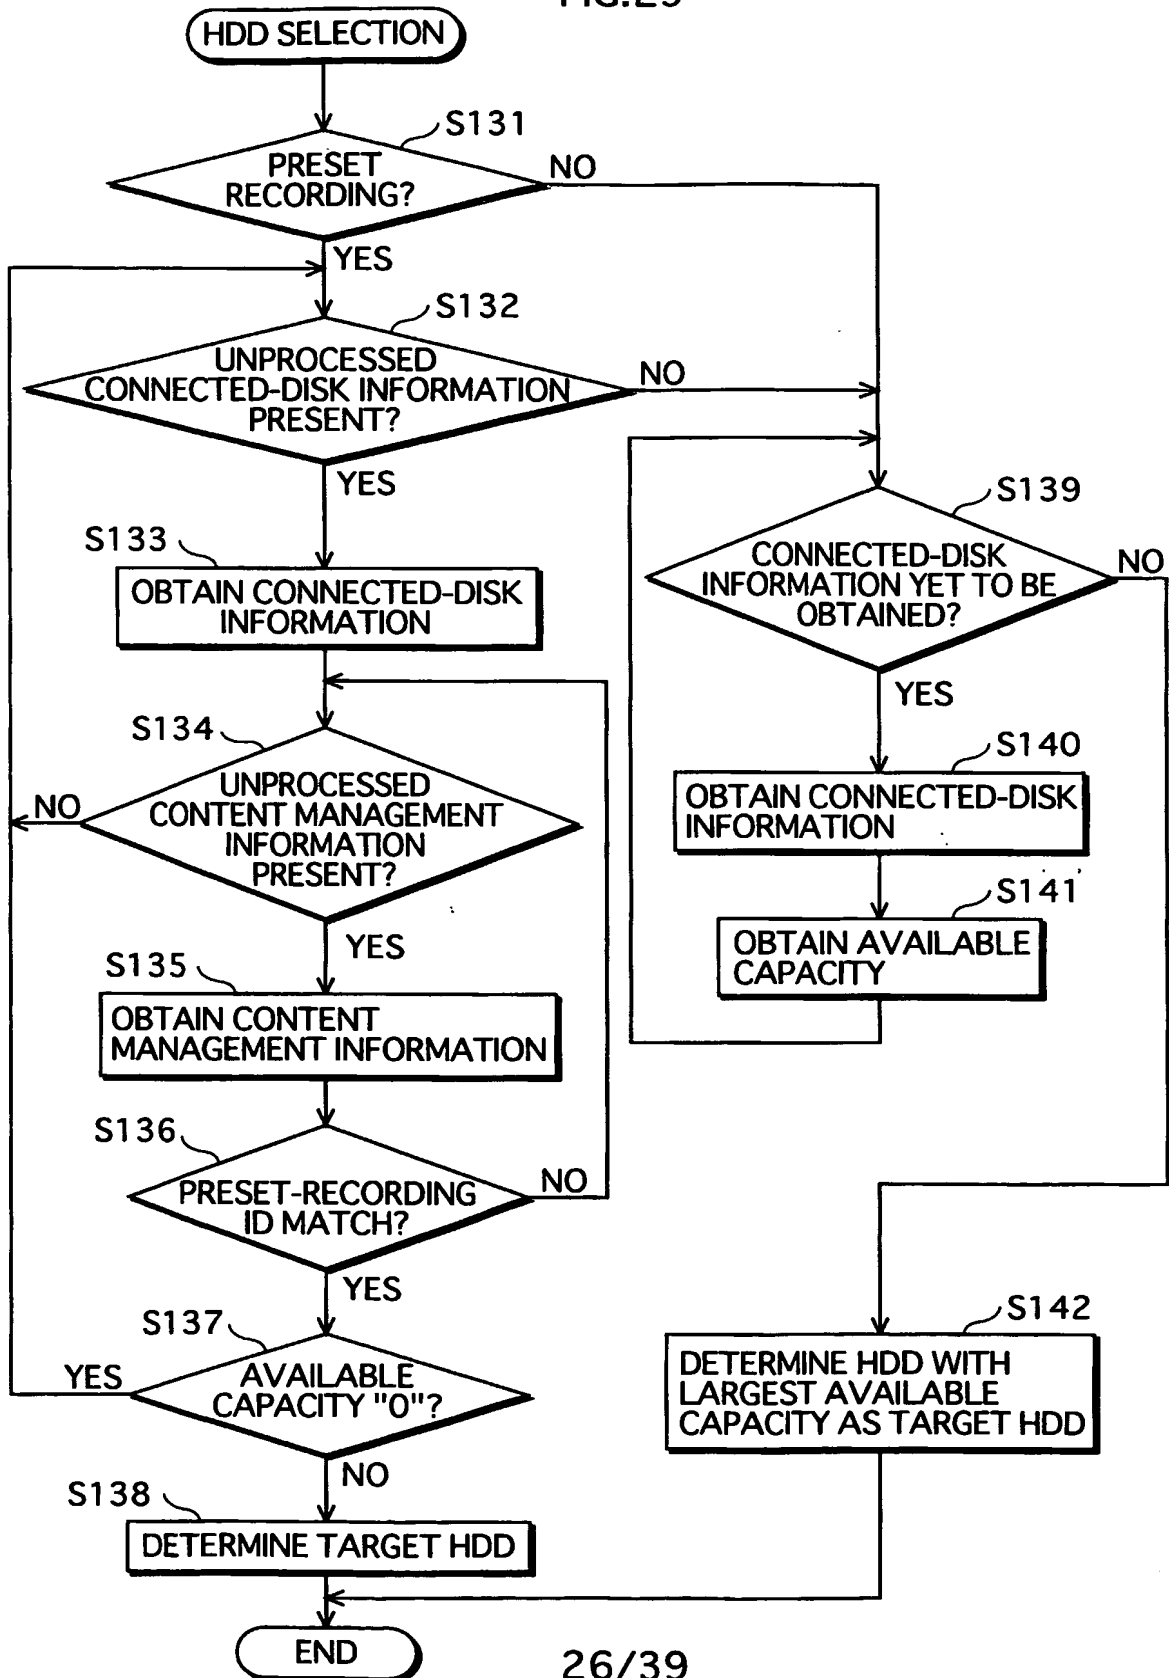 FIG.25
HDD SELECTION
S131
PRESET
RECORDING?
NO
YES
S132
UNPROCESSED
CONNECTED-DISK INFORMATION
PRESENT?
NO
YES
S133
OBTAIN CONNECTED-DISK
INFORMATION
S134
UNPROCESSED
CONTENT MANAGEMENT
INFORMATION
PRESENT?
NO
YES
S135
OBTAIN CONTENT
MANAGEMENT INFORMATION
S136
PRESET-RECORDING
ID MATCH?
NO
YES
S137
AVAILABLE
CAPACITY "0"?
YES
NO
S138
DETERMINE TARGET HDD
S139
CONNECTED-DISK
INFORMATION YET TO BE
OBTAINED?
NO
YES
S140
OBTAIN CONNECTED-DISK
INFORMATION
S141
OBTAIN AVAILABLE
CAPACITY
S142
DETERMINE HDD WITH
LARGEST AVAILABLE
CAPACITY AS TARGET HDD
END
26/39